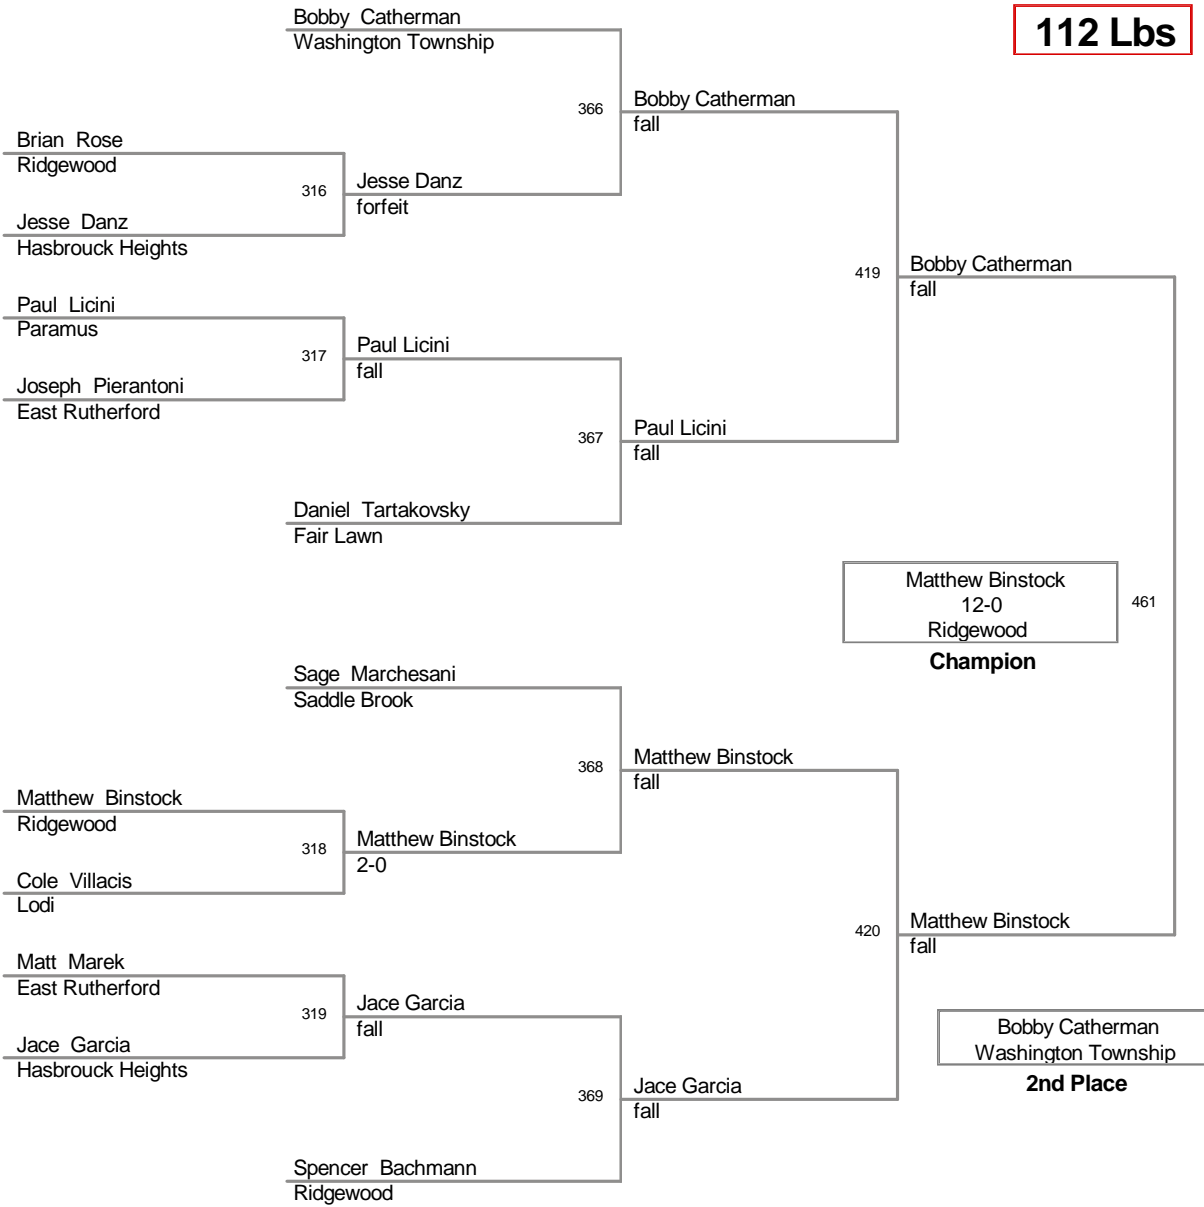 Bobby Catherman
Washington Township
112 Lbs
366
Bobby Catherman
fall
Brian Rose
Ridgewood
316
Jesse Danz
forfeit
Jesse Danz
Hasbrouck Heights
419
Bobby Catherman
fall
Paul Licini
Paramus
317
Paul Licini
fall
Joseph Pierantoni
East Rutherford
367
Paul Licini
fall
Daniel Tartakovsky
Fair Lawn
Matthew Binstock
12-0
Ridgewood
461
Champion
Sage Marchesani
Saddle Brook
368
Matthew Binstock
fall
Matthew Binstock
Ridgewood
318
Matthew Binstock
2-0
Cole Villacis
Lodi
420
Matthew Binstock
fall
Matt Marek
East Rutherford
319
Jace Garcia
fall
Jace Garcia
Hasbrouck Heights
Bobby Catherman
Washington Township
2nd Place
369
Jace Garcia
fall
Spencer Bachmann
Ridgewood